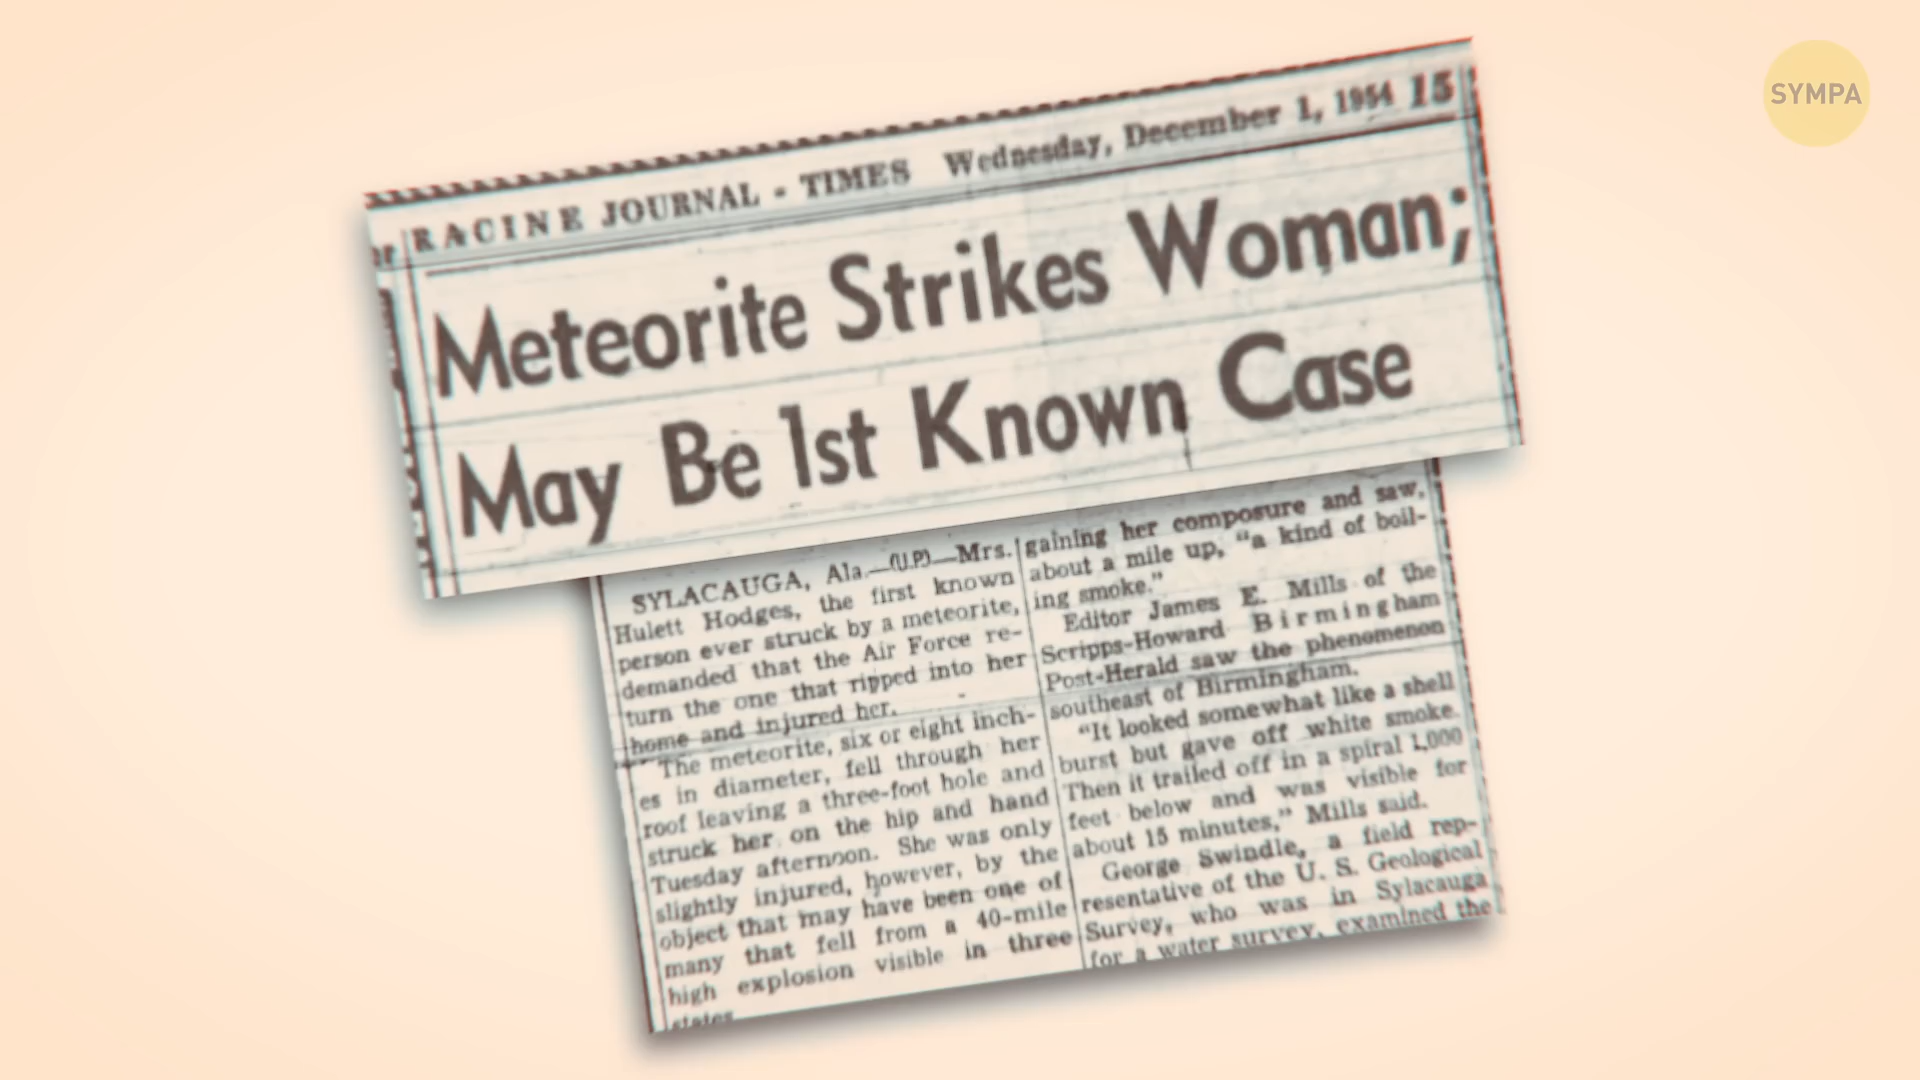 SYMPA
RACINE JOURNAL - TIMES Wednesday, December 1, 1954 15
Meteorite Strikes Woman;
May Be 1st Known Case
SYLACAUGA, Ala.—(U.P.)—Mrs.
Hulett Hodges, the first known
person ever struck by a meteorite,
demanded that the Air Force re-
turn the one that ripped into her
home and injured her.
The meteorite, six or eight inch-
es in diameter, fell through her
roof leaving a three-foot hole and
struck her on the hip and hand
Tuesday afternoon. She was only
slightly injured, however, by the
object that may have been one of
many that fell from a 40-mile
high explosion visible in three
states.
gaining her composure and saw,
about a mile up, “a kind of boil-
ing smoke.”
Editor James E. Mills of the
Scripps-Howard Birmingham
Post-Herald saw the phenomenon
southeast of Birmingham.
“It looked somewhat like a shell
burst but gave off white smoke.
Then it trailed off in a spiral 1,000
feet below and was visible for
about 15 minutes,” Mills said.
George Swindle, a field rep-
resentative of the U. S. Geological
Survey, who was in Sylacauga
for a water survey, examined the